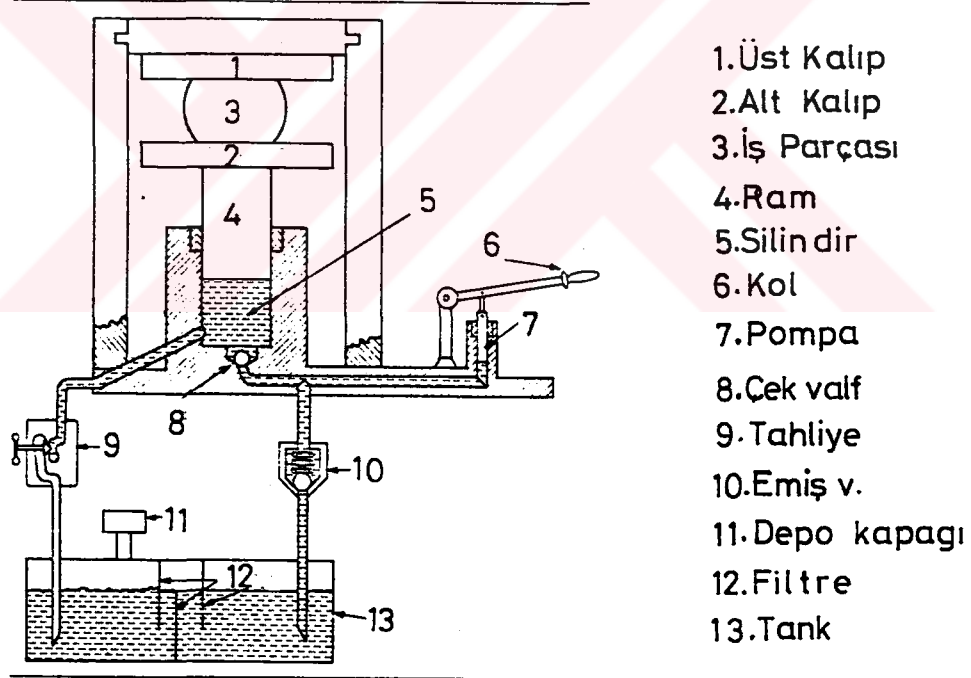 1
3
2
4
5
6
7
8
9
10
11
12
13
1.Üst Kalıp
2.Alt Kalıp
3.İş Parçası
4.Ram
5.Silindir
6.Kol
7.Pompa
8.Çek valf
9.Tahliye
10.Emiş v.
11.Depo kapagı
12.Filtre
13.Tank